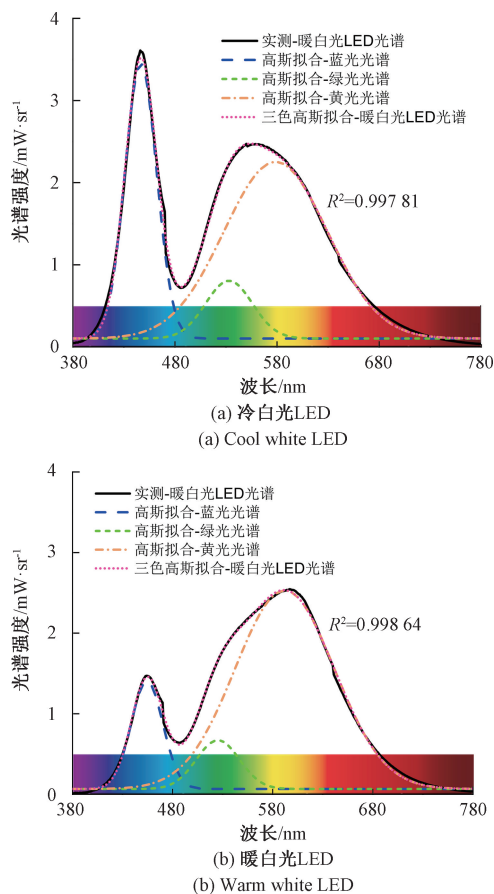 4
3
2
1
0
光谱强度/mW·sr⁻¹
实测-暖白光LED光谱
高斯拟合-蓝光光谱
高斯拟合-绿光光谱
高斯拟合-黄光光谱
三色高斯拟合-暖白光LED光谱
R²=0.997 81
380 480 580 680 780
波长/nm
(a) 冷白光LED
(a) Cool white LED
4
3
2
1
0
光谱强度/mW·sr⁻¹
实测-暖白光LED光谱
高斯拟合-蓝光光谱
高斯拟合-绿光光谱
高斯拟合-黄光光谱
三色高斯拟合-暖白光LED光谱
R²=0.998 64
380 480 580 680 780
波长/nm
(b) 暖白光LED
(b) Warm white LED